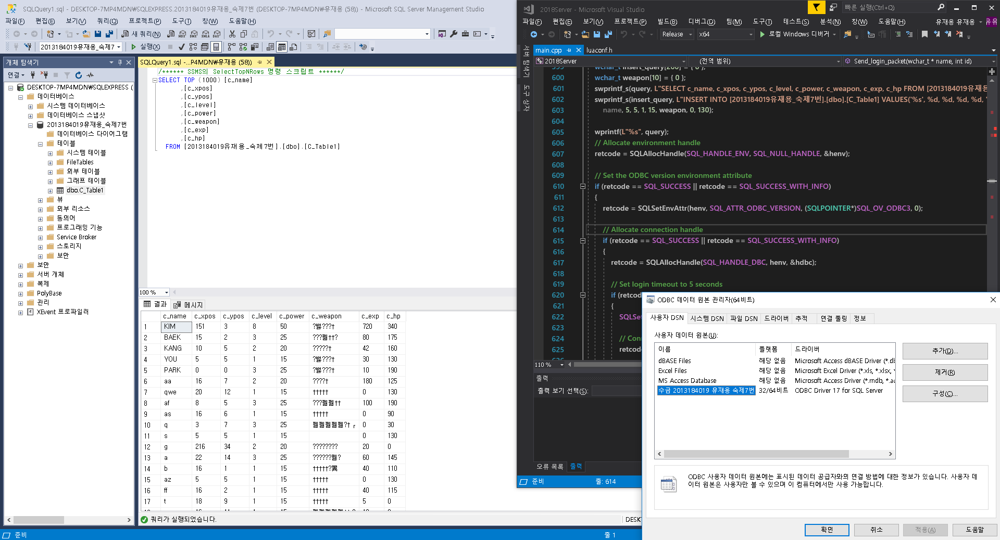 SQLQuery1.sql - DESKTOP-7MP4MDN₩SQLEXPRESS.2013184019유재용_숙제7번 (DESKTOP-7MP4MDN₩유재용 (58)) - Microsoft SQL Server Management Studio
파일(F) 편집(E) 보기(V) 쿼리(Q) 프로젝트(P) 도구(T) 창(W) 도움말(H)
새 쿼리(N)
MDX DMX XMLA DAX
2013184019유재용_숙제7
실행(X)
개체 탐색기
연결
DESKTOP-7MP4MDN₩SQLEXPRESS (
데이터베이스
시스템 데이터베이스
데이터베이스 스냅샷
2013184019유재용_숙제7번
데이터베이스 다이어그램
테이블
시스템 테이블
FileTables
외부 테이블
그래프 테이블
dbo.C_Table1
뷰
외부 리소스
동의어
프로그래밍 기능
Service Broker
스토리지
보안
보안
서버 개체
복제
PolyBase
관리
XEvent 프로파일러
SQLQuery1.sql -...P4MDN₩유재용 (58))
/****** SSMS의 SelectTopNRows 명령 스크립트 ******/
SELECT TOP (1000) [c_name]
,[c_xpos]
,[c_ypos]
,[c_level]
,[c_power]
,[c_weapon]
,[c_exp]
,[c_hp]
FROM [2013184019유재용_숙제7번].[dbo].[C_Table1]
100 %
결과 메시지
c_name c_xpos c_ypos c_level c_power c_weapon c_exp c_hp
1 KIM 151 3 8 50 720 340
2 BAEK 15 2 3 25 80 175
3 KANG 10 5 2 20 ?????† 42 160
4 YOU 5 5 1 15 30 130
5 PARK 0 0 3 25 10 190
6 aa 16 7 2 20 ????† 180 125
7 qwe 20 12 1 15 ††††† 0 130
8 af 8 5 3 25 100 190
9 as 16 6 1 15 ††††† 0 90
10 q 3 7 3 25 0 30
11 s 5 5 1 15 0 130
12 g 216 34 2 20 ???????? 20 0
13 a 22 14 3 25 60 145
14 b 16 1 1 15 40 110
15 az 5 5 1 15 ††††† 0 130
16 ff 16 2 1 15 ††††† 40 115
17 t 18 9 1 15 ††††† 5 0
쿼리가 실행되었습니다.
DESK
준비
줄 1
2018Server - Microsoft Visual Studio
빠른 실행(Ctrl+Q)
파일(F) 편집(E) 보기(V) 프로젝트(P) 빌드(B) 디버그(D) 팀(M) 도구(T) 테스트(S) 분석(N) 창(W) 도움말(H) 유재용 유재용 유유
Release x64 로컬 Windows 디버거
서버 탐색기
도구 상자
main.cpp luaconf.h
2018Server (전역 범위) Send_login_packet(wchar_t * name, int id)
599 wchar_t insert_query[200] = { 0 };
600 wchar_t weapon[10] = { 0 };
601 swprintf_s(query, L"SELECT c_name, c_xpos, c_ypos, c_level, c_power, c_weapon, c_exp, c_hp FROM [2013184019유재용
602 swprintf_s(insert_query, L"INSERT INTO [2013184019유재용_숙제7번].[dbo].[C_Table1] VALUES('%s', %d, %d, %d, %d, '
603 name, 5, 5, 1, 15, weapon, 0, 130);
604
605 wprintf(L"%s", query);
606 // Allocate environment handle
607 retcode = SQLAllocHandle(SQL_HANDLE_ENV, SQL_NULL_HANDLE, &henv);
608
609 // Set the ODBC version environment attribute
610 if (retcode == SQL_SUCCESS || retcode == SQL_SUCCESS_WITH_INFO)
611 {
612 retcode = SQLSetEnvAttr(henv, SQL_ATTR_ODBC_VERSION, (SQLPOINTER*)SQL_OV_ODBC3, 0);
613
614 // Allocate connection handle
615 if (retcode == SQL_SUCCESS || retcode == SQL_SUCCESS_WITH_INFO)
616 {
617 retcode = SQLAllocHandle(SQL_HANDLE_DBC, henv, &hdbc);
618
619 // Set login timeout to 5 seconds
620 if (retcod
621 {
622 SQLSe
623
624 // Con
625 retcod
110 %
출력
출력 보기 선택(S):
오류 목록 출력
준비
줄: 614
ODBC 데이터 원본 관리자(64비트)
사용자 DSN 시스템 DSN 파일 DSN 드라이버 추적 연결 풀링 정보
사용자 데이터 원본(U):
이름 플랫폼 드라이버
dBASE Files 해당 없음 Microsoft Access dBASE Driver (*.db
Excel Files 해당 없음 Microsoft Excel Driver (*.xls, *.xlsx,
MS Access Database 해당 없음 Microsoft Access Driver (*.mdb, *.ac
수금 2013184019 유재용 숙제7번 32/64비트 ODBC Driver 17 for SQL Server
추가(D)...
제거(R)
구성(C)...
ODBC 사용자 데이터 원본에는 표시된 데이터 공급자와의 연결 방법에 대한 정보가 있습니다. 사용자 데
이터 원본은 사용자만 볼 수 있으며 이 컴퓨터에서만 사용 가능합니다.
확인 취소 적용(A) 도움말